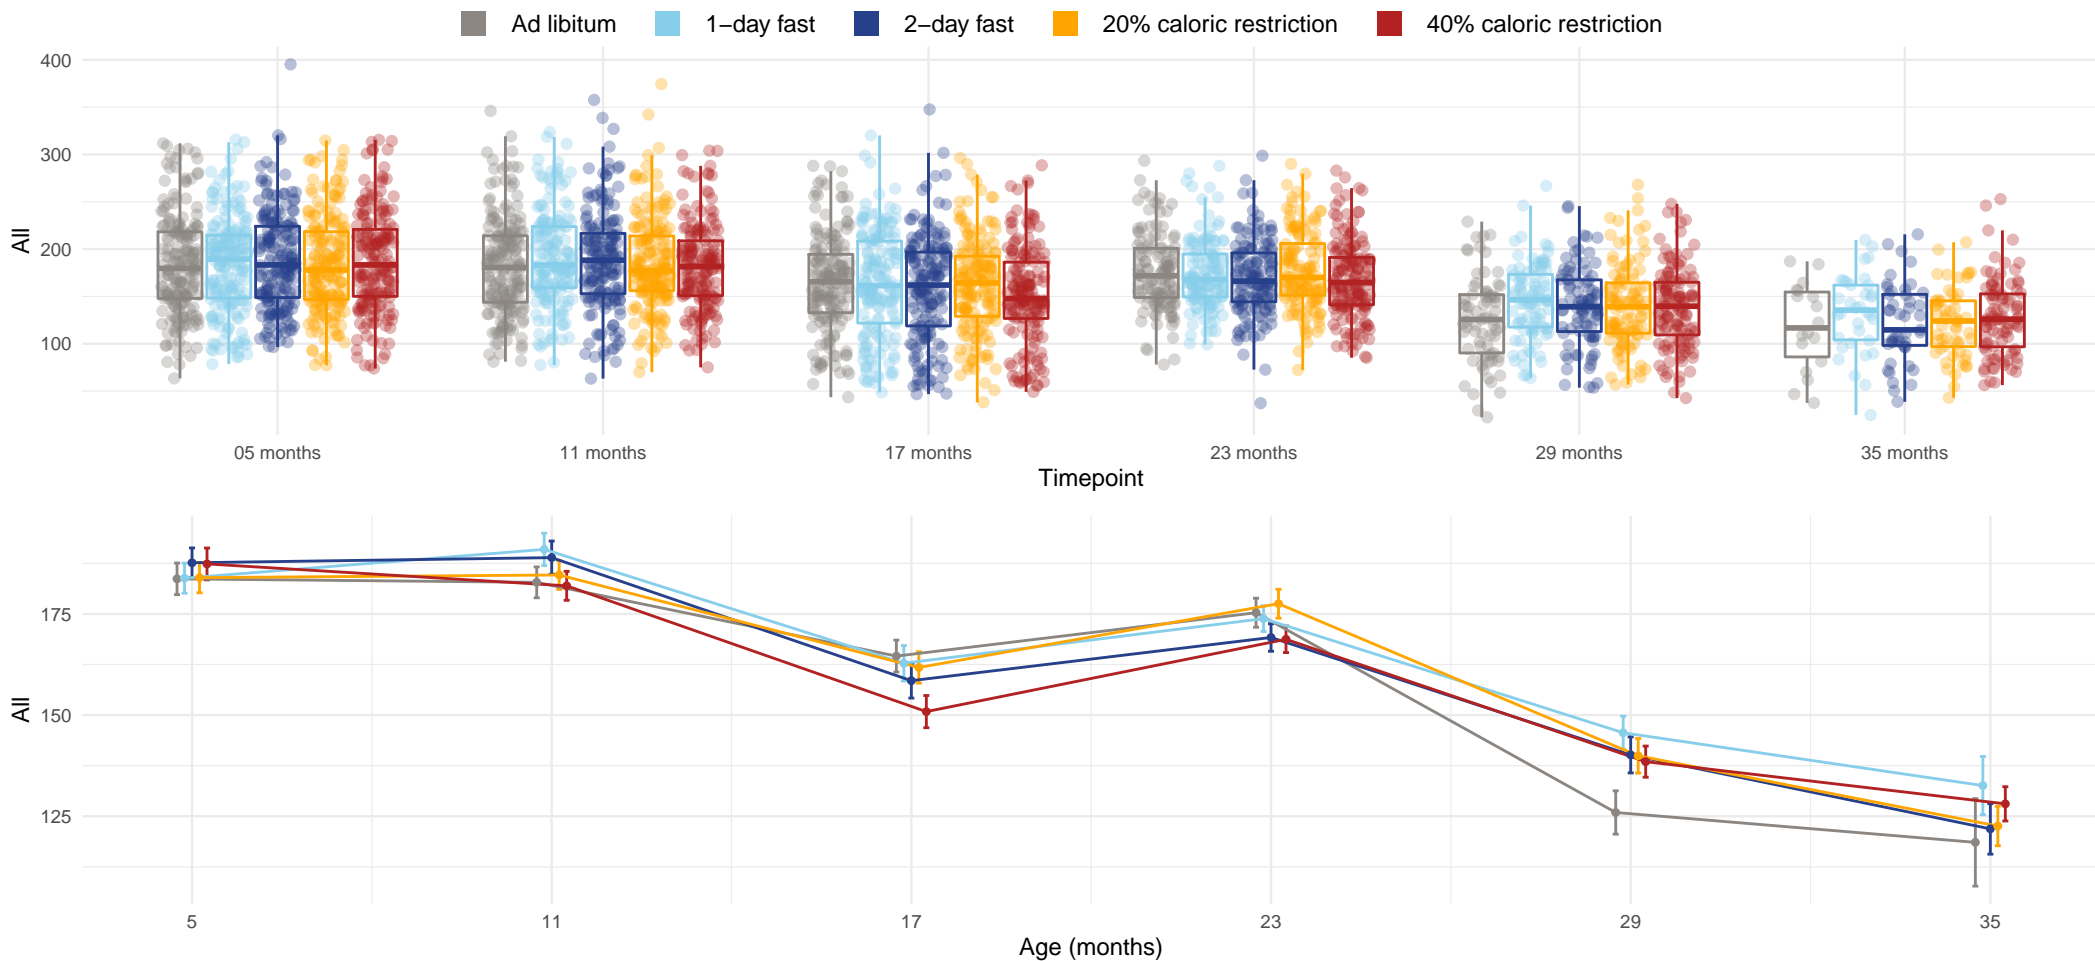 Ad libitum 1−day fast 2−day fast 20% caloric restriction 40% caloric restriction
400
300
200
100
All
05 months 11 months 17 months 23 months 29 months 35 months
Timepoint
175
150
125
All
5 11 17 23 29 35
Age (months)